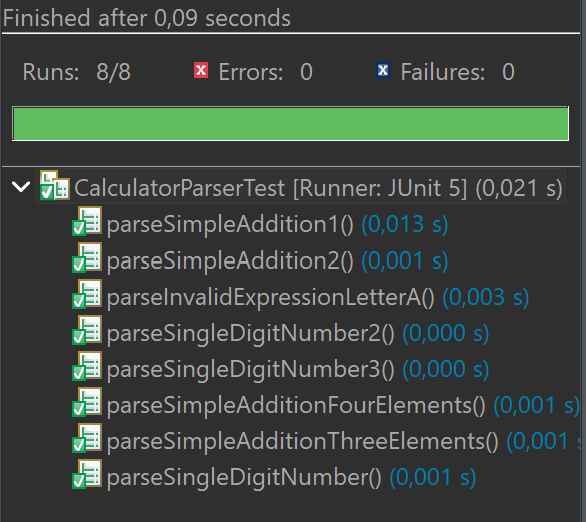 Finished after 0,09 seconds
Runs: 8/8 Errors: 0 Failures: 0
CalculatorParserTest [Runner: JUnit 5] (0,021 s)
parseSimpleAddition1() (0,013 s)
parseSimpleAddition2() (0,001 s)
parseInvalidExpressionLetterA() (0,003 s)
parseSingleDigitNumber2() (0,000 s)
parseSingleDigitNumber3() (0,000 s)
parseSimpleAdditionFourElements() (0,001 s)
parseSimpleAdditionThreeElements() (0,001 s
parseSingleDigitNumber() (0,001 s)